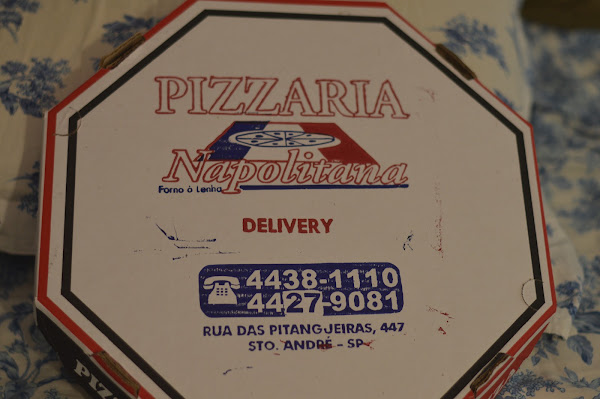 PIZZARIA
Napolitana
Forno à Lenha
DELIVERY
4438-1110
4427-9081
RUA DAS PITANGUEIRAS, 447
STO. ANDRÉ - SP